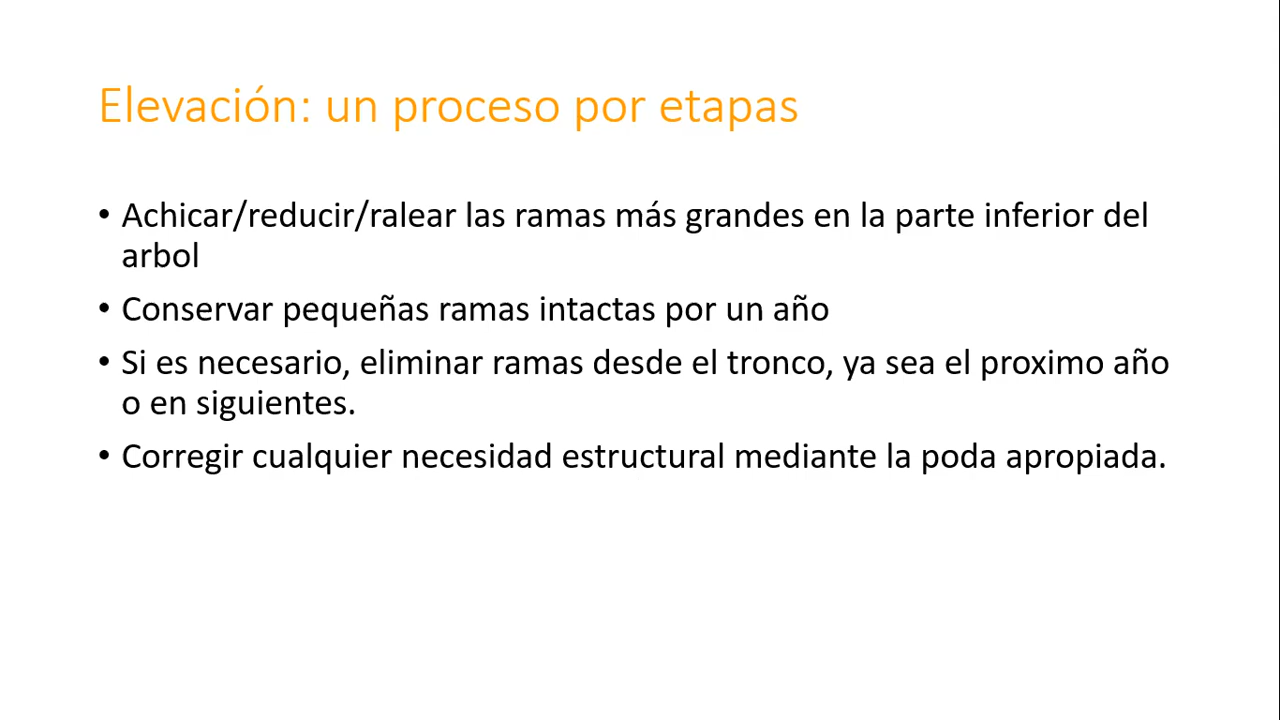 Elevación: un proceso por etapas
• Achicar/reducir/ralear las ramas más grandes en la parte inferior del
arbol
• Conservar pequeñas ramas intactas por un año
• Si es necesario, eliminar ramas desde el tronco, ya sea el proximo año
o en siguientes.
• Corregir cualquier necesidad estructural mediante la poda apropiada.